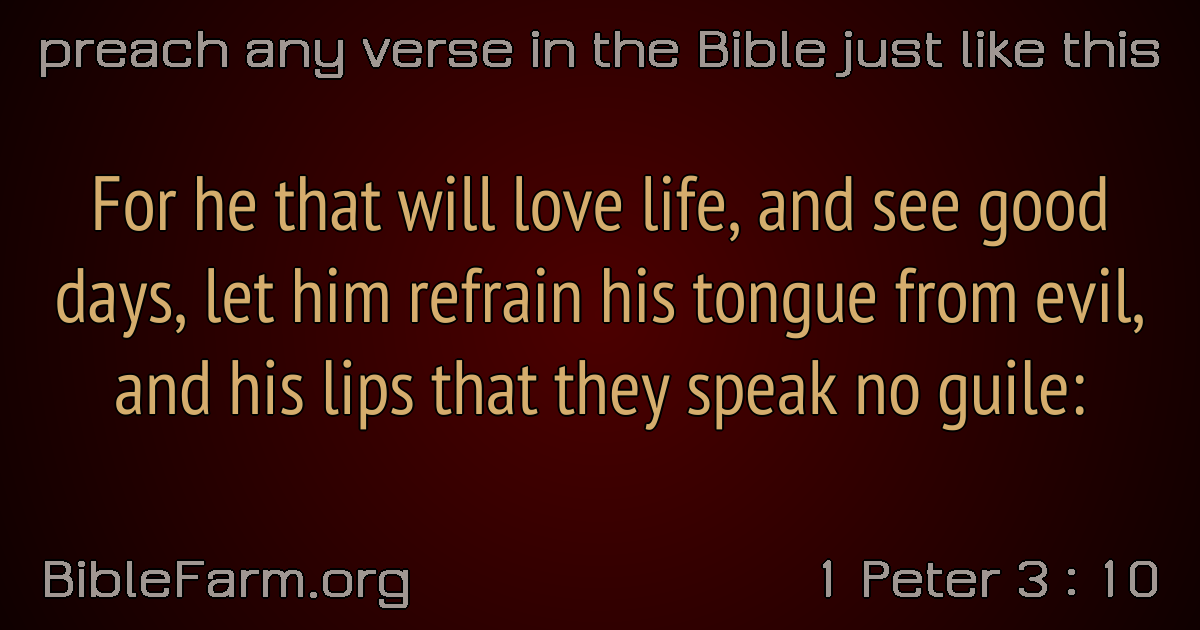 preach any verse in the Bible just like this
For he that will love life, and see good
days, let him refrain his tongue from evil,
and his lips that they speak no guile:
BibleFarm.org
1 Peter 3 : 10